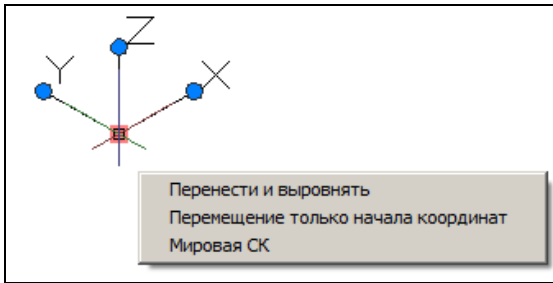 Z
Y
X
Перенести и выровнять
Перемещение только начала координат
Мировая СК